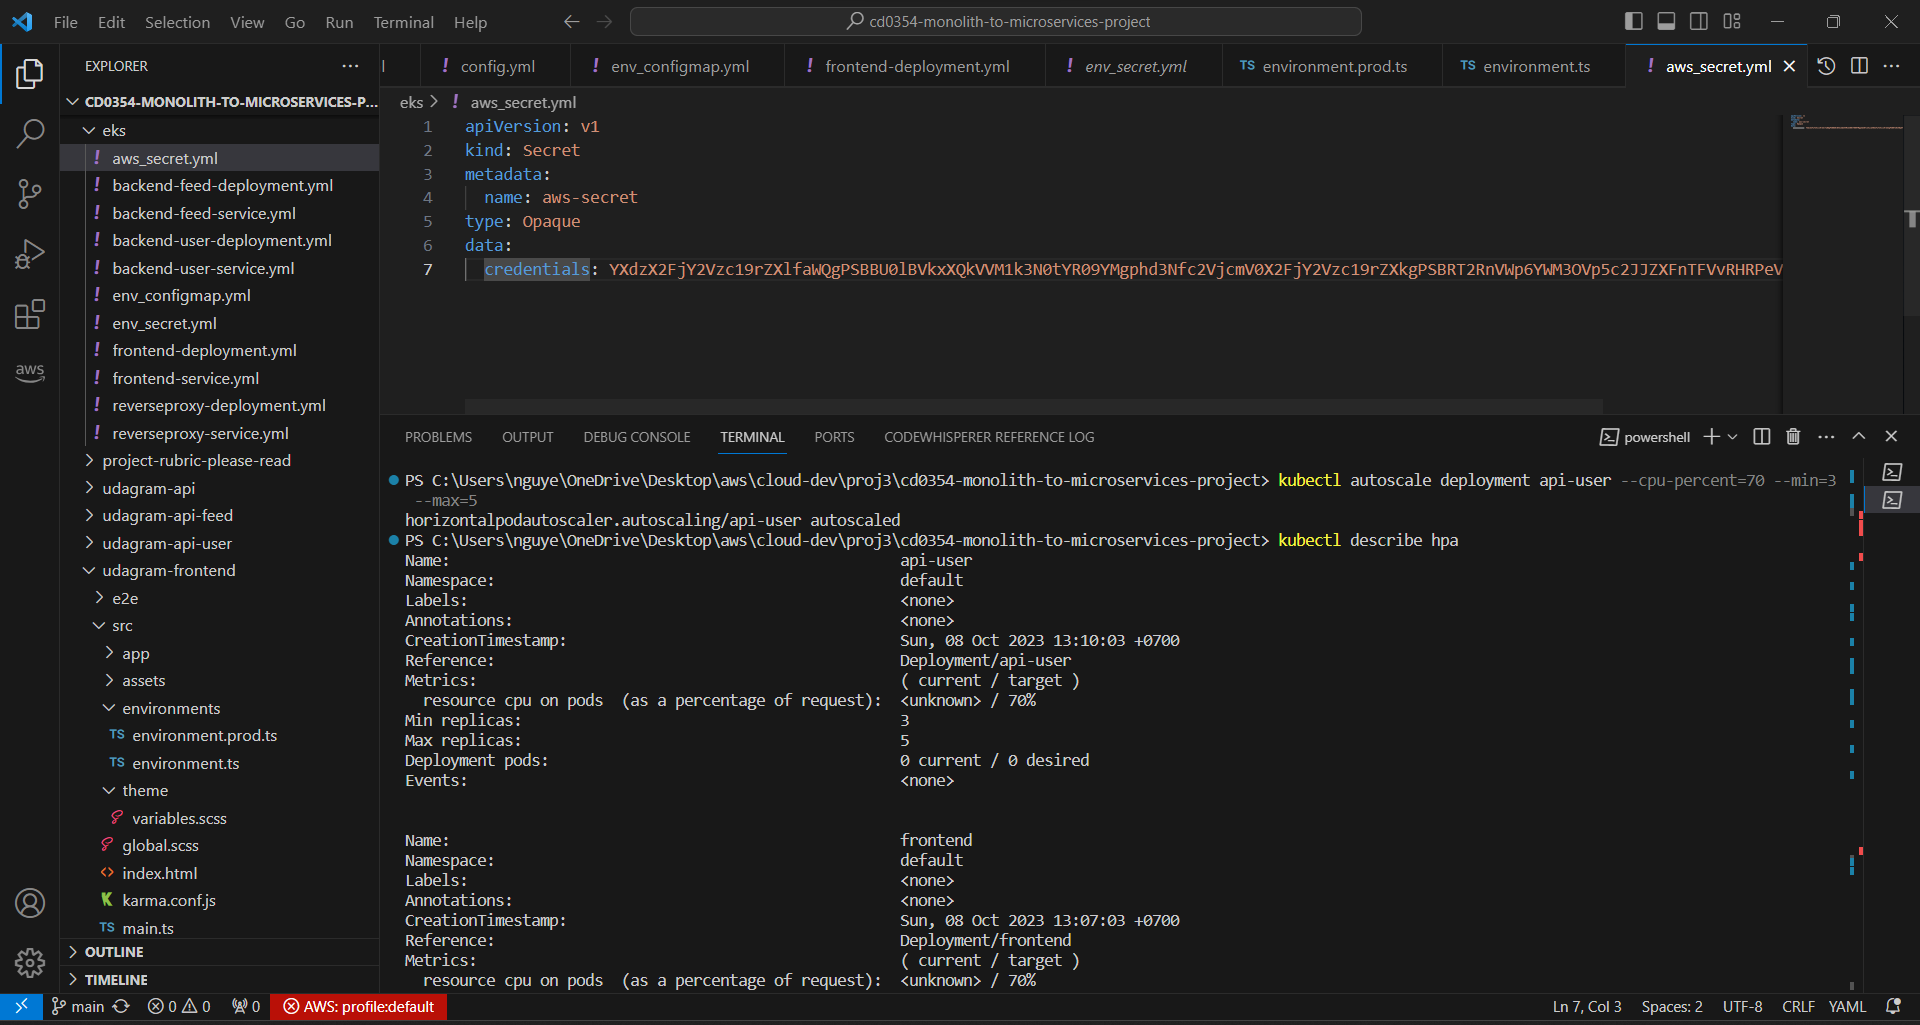 File Edit Selection View Go Run Terminal Help
cd0354-monolith-to-microservices-project
EXPLORER
CD0354-MONOLITH-TO-MICROSERVICES-P...
eks
aws_secret.yml
backend-feed-deployment.yml
backend-feed-service.yml
backend-user-deployment.yml
backend-user-service.yml
env_configmap.yml
env_secret.yml
frontend-deployment.yml
frontend-service.yml
reverseproxy-deployment.yml
reverseproxy-service.yml
project-rubric-please-read
udagram-api
udagram-api-feed
udagram-api-user
udagram-frontend
e2e
src
app
assets
environments
TS environment.prod.ts
TS environment.ts
theme
variables.scss
global.scss
index.html
karma.conf.js
TS main.ts
OUTLINE
TIMELINE
aws
! config.yml ! env_configmap.yml ! frontend-deployment.yml ! env_secret.yml TS environment.prod.ts TS environment.ts ! aws_secret.yml
eks > ! aws_secret.yml
1 apiVersion: v1
2 kind: Secret
3 metadata:
4 name: aws-secret
5 type: Opaque
6 data:
7 credentials:
PROBLEMS OUTPUT DEBUG CONSOLE TERMINAL PORTS CODEWHISPERER REFERENCE LOG
powershell
PS C:\Users\nguye\OneDrive\Desktop\aws\cloud-dev\proj3\cd0354-monolith-to-microservices-project> kubectl autoscale deployment api-user --cpu-percent=70 --min=3
--max=5
horizontalpodautoscaler.autoscaling/api-user autoscaled
PS C:\Users\nguye\OneDrive\Desktop\aws\cloud-dev\proj3\cd0354-monolith-to-microservices-project> kubectl describe hpa
Name: api-user
Namespace: default
Labels: <none>
Annotations: <none>
CreationTimestamp: Sun, 08 Oct 2023 13:10:03 +0700
Reference: Deployment/api-user
Metrics: ( current / target )
resource cpu on pods (as a percentage of request): <unknown> / 70%
Min replicas: 3
Max replicas: 5
Deployment pods: 0 current / 0 desired
Events: <none>
Name: frontend
Namespace: default
Labels: <none>
Annotations: <none>
CreationTimestamp: Sun, 08 Oct 2023 13:07:03 +0700
Reference: Deployment/frontend
Metrics: ( current / target )
resource cpu on pods (as a percentage of request): <unknown> / 70%
main 0 0 0 AWS: profile:default
Ln 7, Col 3 Spaces: 2 UTF-8 CRLF YAML